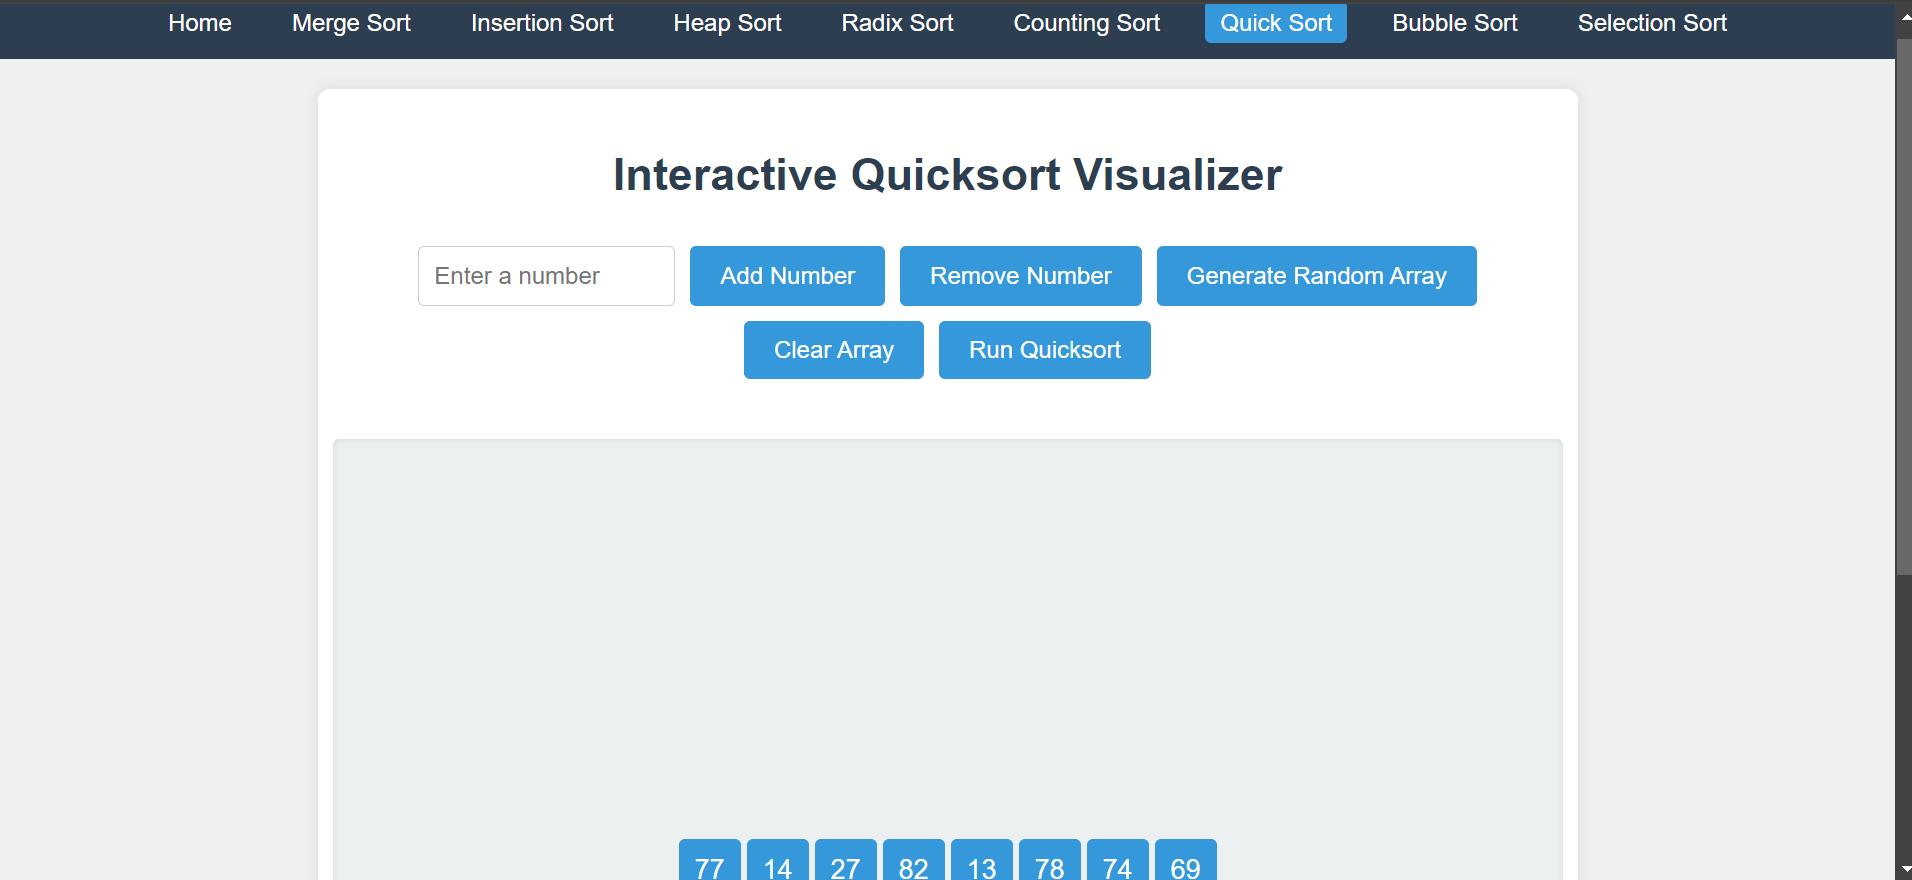 Home Merge Sort Insertion Sort Heap Sort Radix Sort Counting Sort Quick Sort Bubble Sort Selection Sort
Interactive Quicksort Visualizer
Enter a number Add Number Remove Number Generate Random Array
Clear Array Run Quicksort
77 14 27 82 13 78 74 69